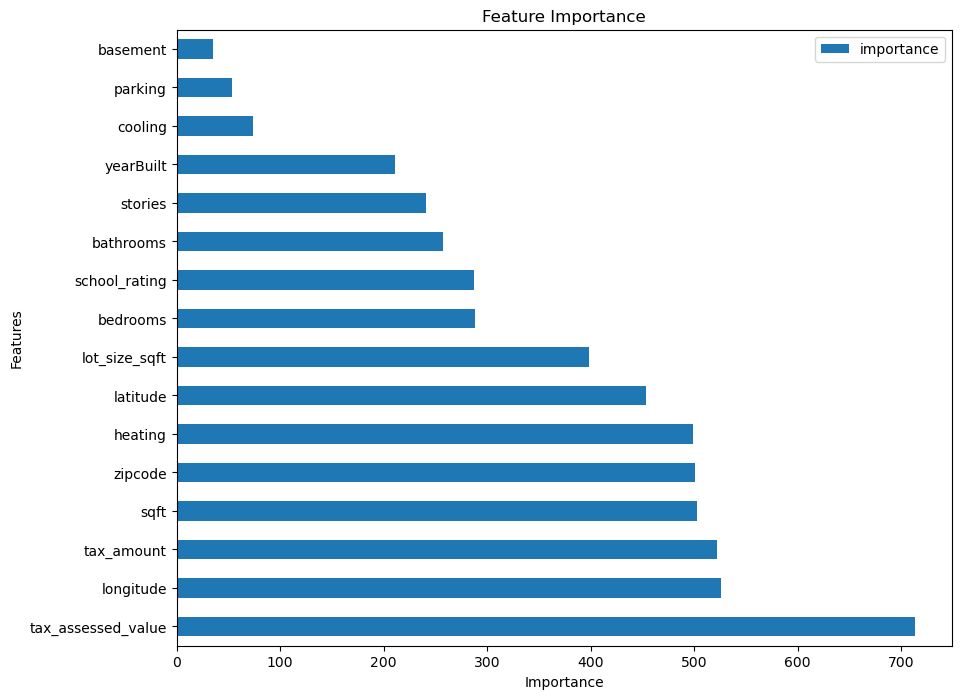 Feature Importance
importance
basement
parking
cooling
yearBuilt
stories
bathrooms
school_rating
bedrooms
lot_size_sqft
latitude
heating
zipcode
sqft
tax_amount
longitude
tax_assessed_value
Features
0 100 200 300 400 500 600 700
Importance